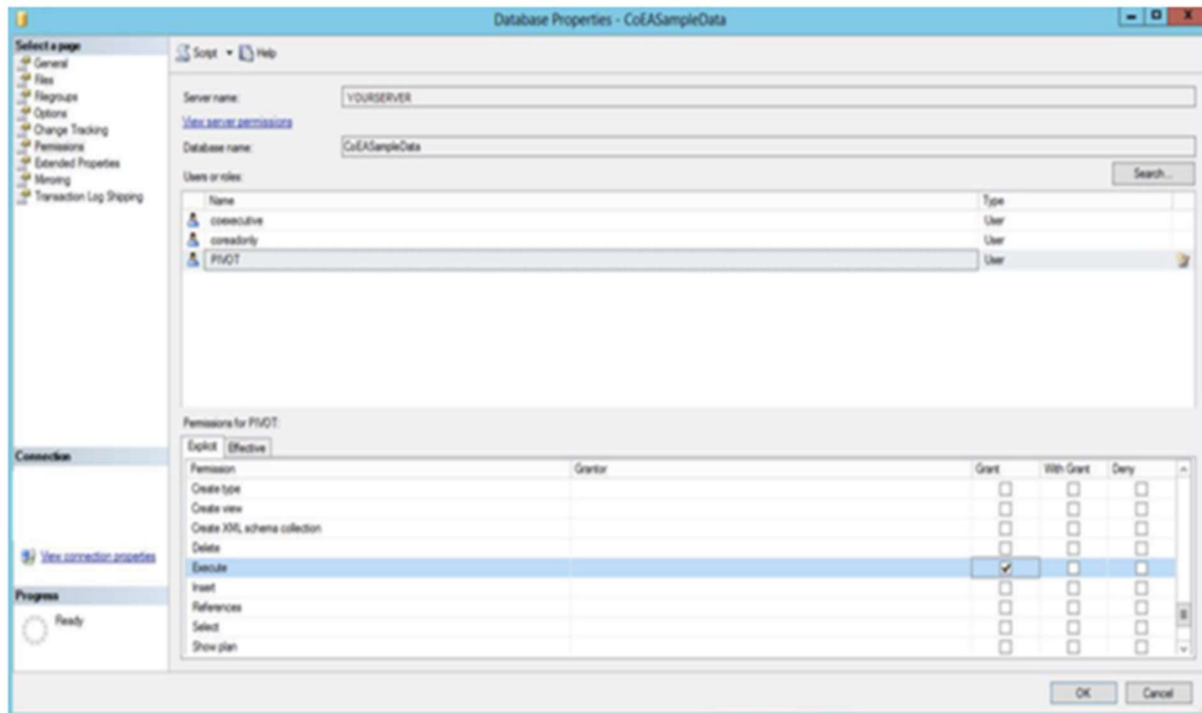 Database Properties - CoEASampleData
Select a page
General
Files
Filegroups
Options
Change Tracking
Permissions
Extended Properties
Mirroring
Transaction Log Shipping
Script Help
Server name: YOURSERVER
View server permissions
Database name: CoEASampleData
Users or roles: Search...
Name Type
coexecutive User
coreadonly User
PIVOT User
Permissions for PIVOT:
Explicit Effective
Permission Grantor Grant With Grant Deny
Create type
Create view
Create XML schema collection
Delete
Execute
Insert
References
Select
Show plan
Connection
View connection properties
Progress
Ready
OK Cancel